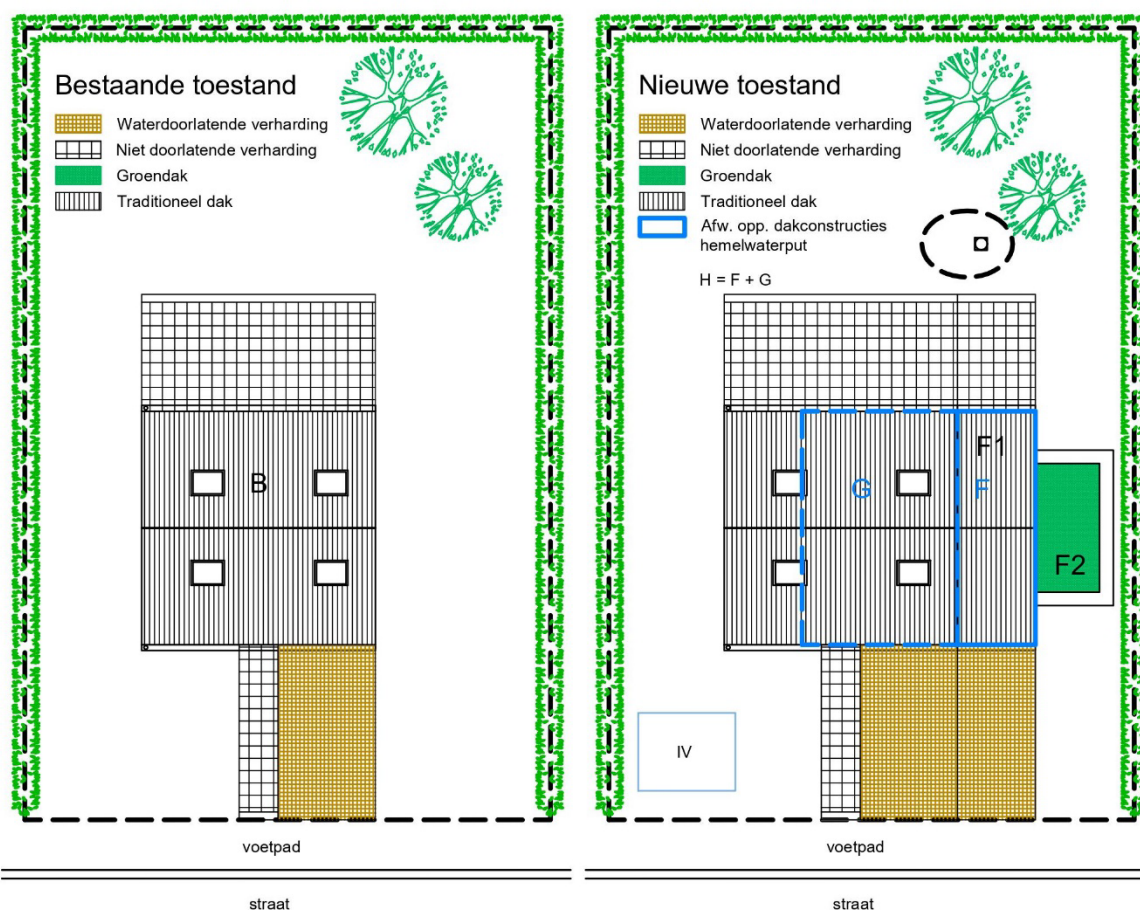 Bestaande toestand
Waterdoorlatende verharding
Niet doorlatende verharding
Groendak
Traditioneel dak
B
voetpad
straat
Nieuwe toestand
Waterdoorlatende verharding
Niet doorlatende verharding
Groendak
Traditioneel dak
Afw. opp. dakconstructies
hemelwaterput
H = F + G
F1
G
F
F2
IV
voetpad
straat